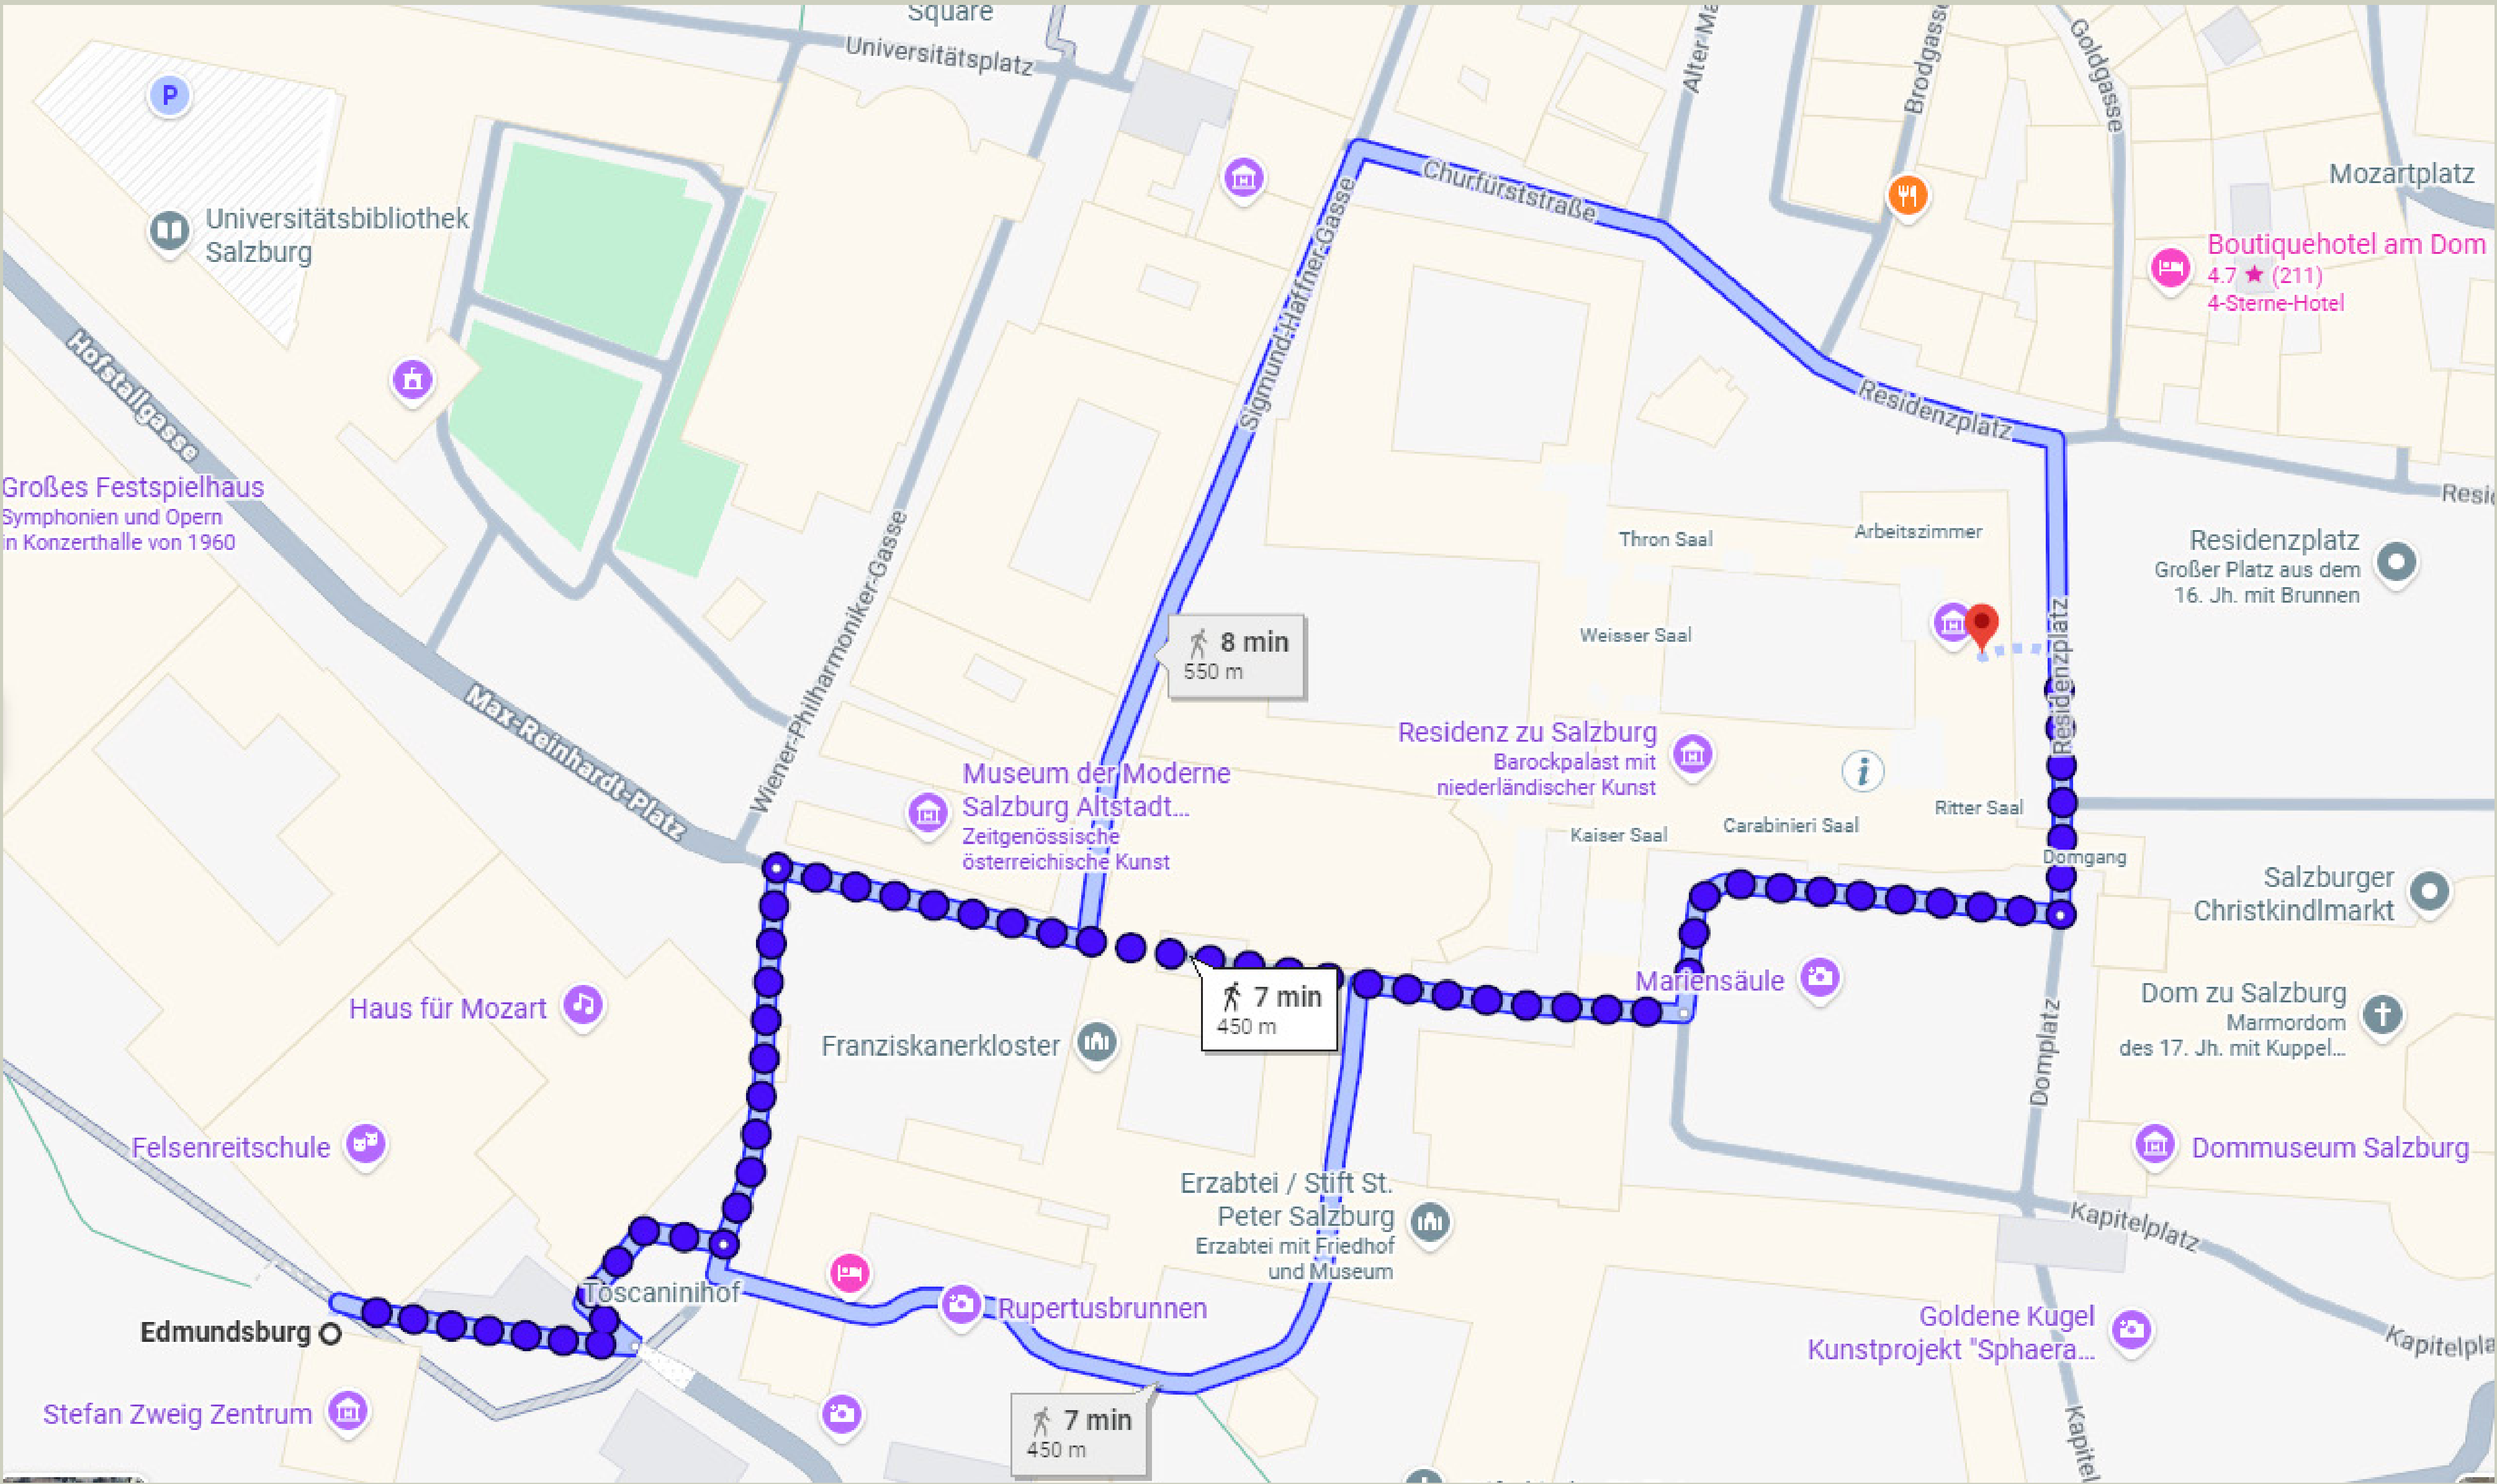 Square
Universitätsplatz
Brodgasse
Goldgasse
P
Mozartplatz
Universitätsbibliothek
Salzburg
Churfürststraße
Boutiquehotel am Dom
4.7 ★ (211)
4-Sterne-Hotel
Sigmund-Haffner-Gasse
Hofstallgasse
Residenzplatz
Großes Festspielhaus
Symphonien und Opern
in Konzerthalle von 1960
Thron Saal
Arbeitszimmer
Residenzplatz
Großer Platz aus dem
16. Jh. mit Brunnen
Wiener-Philharmoniker-Gasse
8 min
550 m
Weisser Saal
Residenzplatz
Max-Reinhardt-Platz
Museum der Moderne
Salzburg Altstadt...
Zeitgenössische
österreichische Kunst
Residenz zu Salzburg
Barockpalast mit
niederländischer Kunst
i
Ritter Saal
Carabinieri Saal
Kaiser Saal
Domgang
Salzburger
Christkindlmarkt
Haus für Mozart
Franziskanerkloster
7 min
450 m
Mariensäule
Domplatz
Dom zu Salzburg
Marmordom
des 17. Jh. mit Kuppel...
Felsenreitschule
Erzabtei / Stift St.
Peter Salzburg
Erzabtei mit Friedhof
und Museum
Dommuseum Salzburg
Kapitelplatz
Toscaninihof
Rupertusbrunnen
Edmundsburg
Goldene Kugel
Kunstprojekt "Sphaera...
Stefan Zweig Zentrum
7 min
450 m